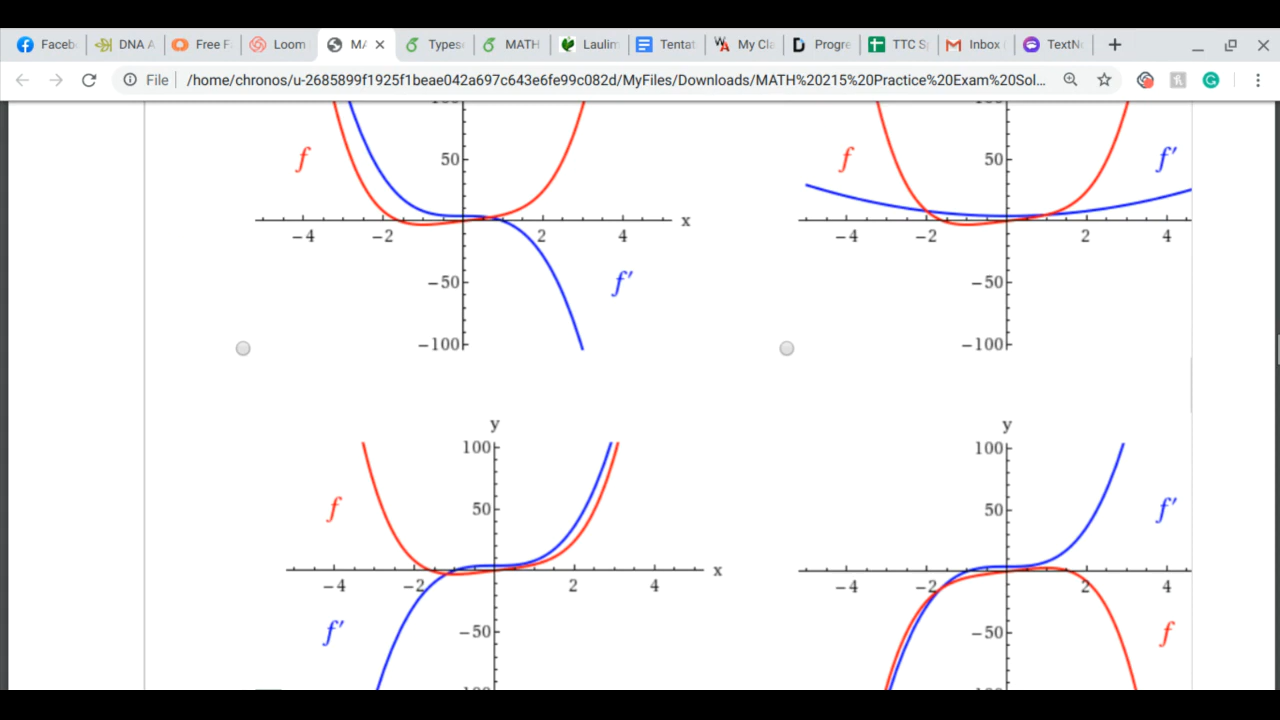 Faceb
DNA A
Free F
Loom
MA
Typese
MATH
Laulim
Tentat
My Cla
Progre
TTC S
Inbox (
TextN
File
/home/chronos/u-2685899f1925f1beae042a697c643e6fe99c082d/MyFiles/Downloads/MATH%20215%20Practice%20Exam%20Sol...
f 50 x
−4 −2 2 4
−50 f′
−100
f 50 f′
−4 −2 2 4
−50
−100
y
100
f 50
x
−4 −2 2 4
f′ −50
y
100
50 f′
−4 −2 2 4
−50 f